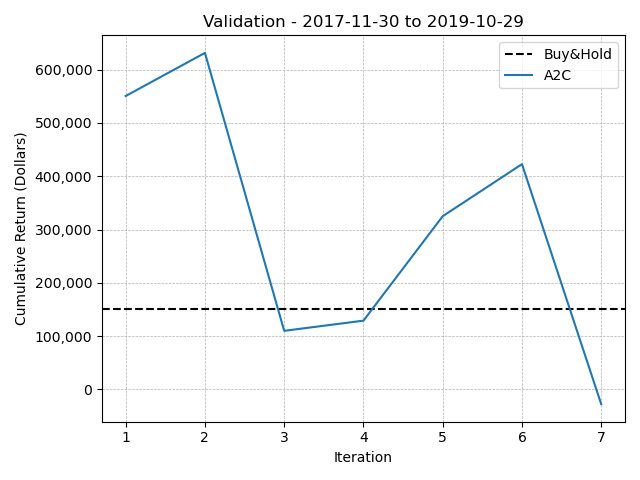 Validation - 2017-11-30 to 2019-10-29
Buy&Hold
A2C
Cumulative Return (Dollars)
600,000
500,000
400,000
300,000
200,000
100,000
0
1 2 3 4 5 6 7
Iteration